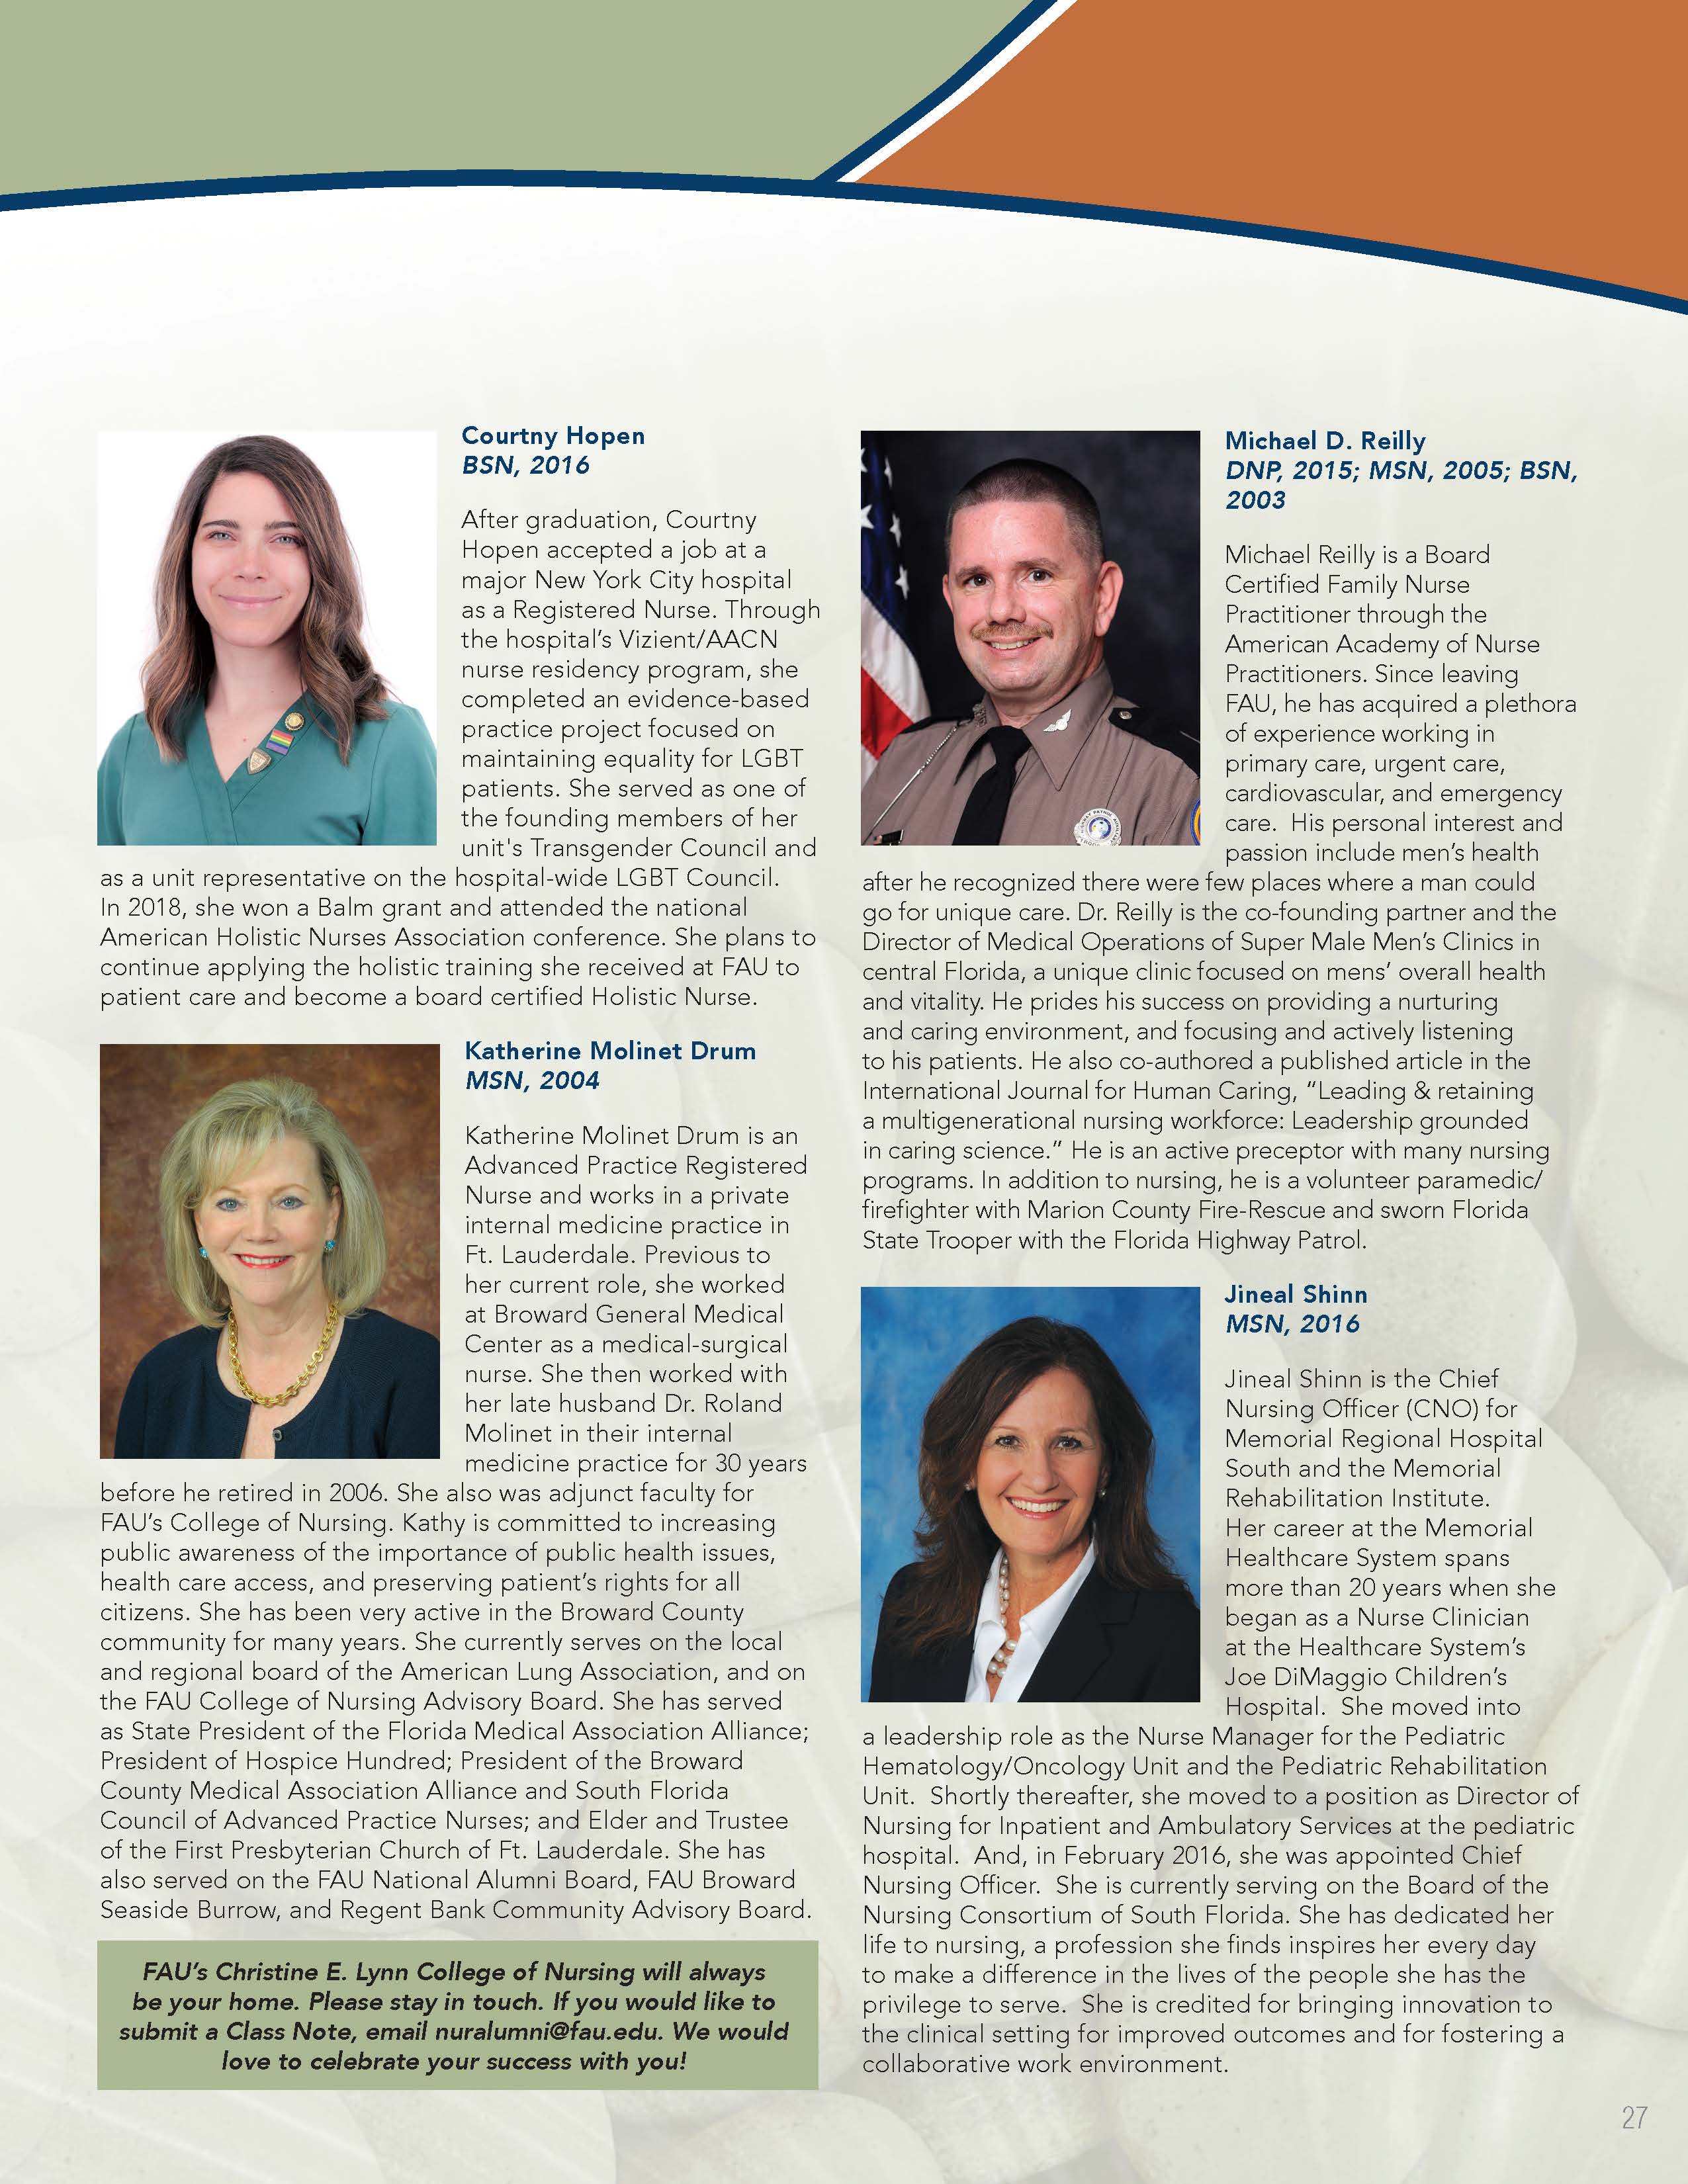 Courtny Hopen
BSN, 2016
After graduation, Courtny
Hopen accepted a job at a
major New York City hospital
as a Registered Nurse. Through
the hospital’s Vizient/AACN
nurse residency program, she
completed an evidence-based
practice project focused on
maintaining equality for LGBT
patients. She served as one of
the founding members of her
unit's Transgender Council and
as a unit representative on the hospital-wide LGBT Council.
In 2018, she won a Balm grant and attended the national
American Holistic Nurses Association conference. She plans to
continue applying the holistic training she received at FAU to
patient care and become a board certified Holistic Nurse.
Katherine Molinet Drum
MSN, 2004
Katherine Molinet Drum is an
Advanced Practice Registered
Nurse and works in a private
internal medicine practice in
Ft. Lauderdale. Previous to
her current role, she worked
at Broward General Medical
Center as a medical-surgical
nurse. She then worked with
her late husband Dr. Roland
Molinet in their internal
medicine practice for 30 years
before he retired in 2006. She also was adjunct faculty for
FAU’s College of Nursing. Kathy is committed to increasing
public awareness of the importance of public health issues,
health care access, and preserving patient’s rights for all
citizens. She has been very active in the Broward County
community for many years. She currently serves on the local
and regional board of the American Lung Association, and on
the FAU College of Nursing Advisory Board. She has served
as State President of the Florida Medical Association Alliance;
President of Hospice Hundred; President of the Broward
County Medical Association Alliance and South Florida
Council of Advanced Practice Nurses; and Elder and Trustee
of the First Presbyterian Church of Ft. Lauderdale. She has
also served on the FAU National Alumni Board, FAU Broward
Seaside Burrow, and Regent Bank Community Advisory Board.
FAU’s Christine E. Lynn College of Nursing will always
be your home. Please stay in touch. If you would like to
submit a Class Note, email nuralumni@fau.edu. We would
love to celebrate your success with you!
Michael D. Reilly
DNP, 2015; MSN, 2005; BSN,
2003
Michael Reilly is a Board
Certified Family Nurse
Practitioner through the
American Academy of Nurse
Practitioners. Since leaving
FAU, he has acquired a plethora
of experience working in
primary care, urgent care,
cardiovascular, and emergency
care.  His personal interest and
passion include men’s health
after he recognized there were few places where a man could
go for unique care. Dr. Reilly is the co-founding partner and the
Director of Medical Operations of Super Male Men’s Clinics in
central Florida, a unique clinic focused on mens’ overall health
and vitality. He prides his success on providing a nurturing
and caring environment, and focusing and actively listening
to his patients. He also co-authored a published article in the
International Journal for Human Caring, “Leading & retaining
a multigenerational nursing workforce: Leadership grounded
in caring science.” He is an active preceptor with many nursing
programs. In addition to nursing, he is a volunteer paramedic/
firefighter with Marion County Fire-Rescue and sworn Florida
State Trooper with the Florida Highway Patrol.
Jineal Shinn
MSN, 2016
Jineal Shinn is the Chief
Nursing Officer (CNO) for
Memorial Regional Hospital
South and the Memorial
Rehabilitation Institute.
Her career at the Memorial
Healthcare System spans
more than 20 years when she
began as a Nurse Clinician
at the Healthcare System’s
Joe DiMaggio Children’s
Hospital.  She moved into
a leadership role as the Nurse Manager for the Pediatric
Hematology/Oncology Unit and the Pediatric Rehabilitation
Unit.  Shortly thereafter, she moved to a position as Director of
Nursing for Inpatient and Ambulatory Services at the pediatric
hospital.  And, in February 2016, she was appointed Chief
Nursing Officer.  She is currently serving on the Board of the
Nursing Consortium of South Florida. She has dedicated her
life to nursing, a profession she finds inspires her every day
to make a difference in the lives of the people she has the
privilege to serve.  She is credited for bringing innovation to
the clinical setting for improved outcomes and for fostering a
collaborative work environment.
27